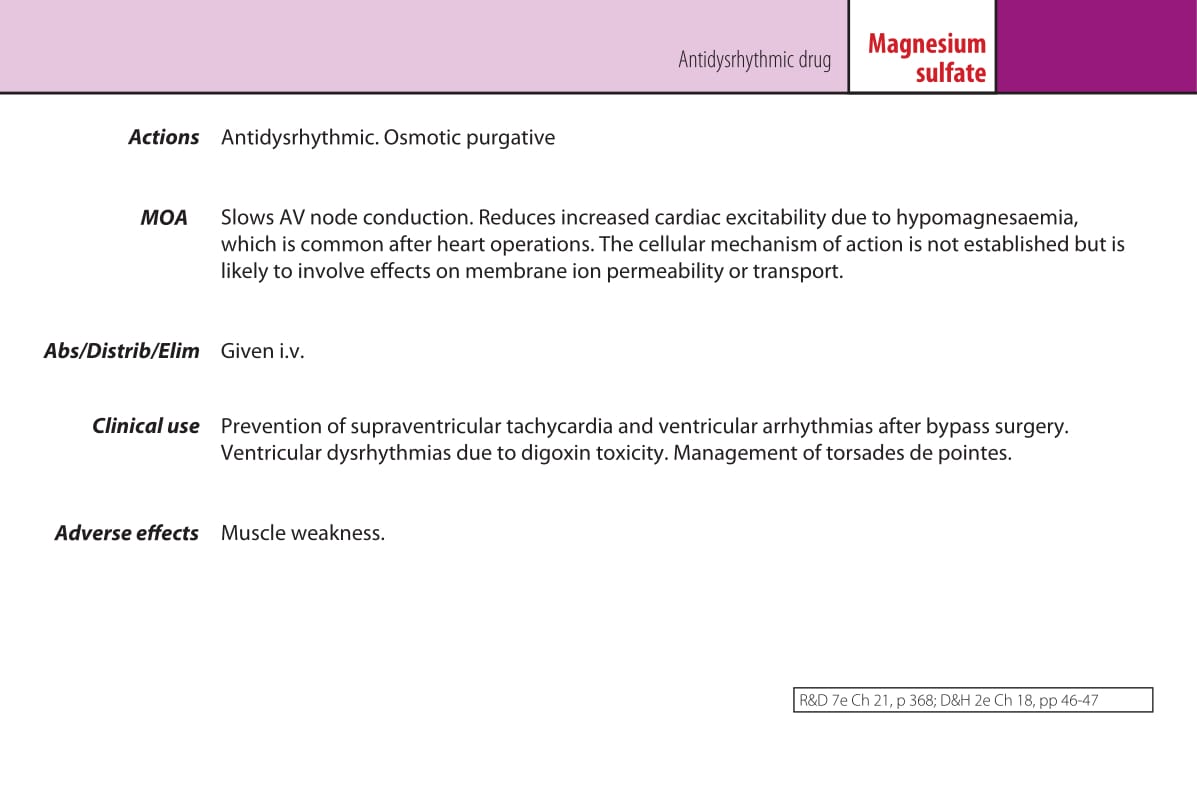 Antidysrhythmic drug
Magnesium
sulfate
Actions Antidysrhythmic. Osmotic purgative
MOA Slows AV node conduction. Reduces increased cardiac excitability due to hypomagnesaemia,
which is common after heart operations. The cellular mechanism of action is not established but is
likely to involve effects on membrane ion permeability or transport.
Abs/Distrib/Elim Given i.v.
Clinical use Prevention of supraventricular tachycardia and ventricular arrhythmias after bypass surgery.
Ventricular dysrhythmias due to digoxin toxicity. Management of torsades de pointes.
Adverse effects Muscle weakness.
R&D 7e Ch 21, p 368; D&H 2e Ch 18, pp 46-47